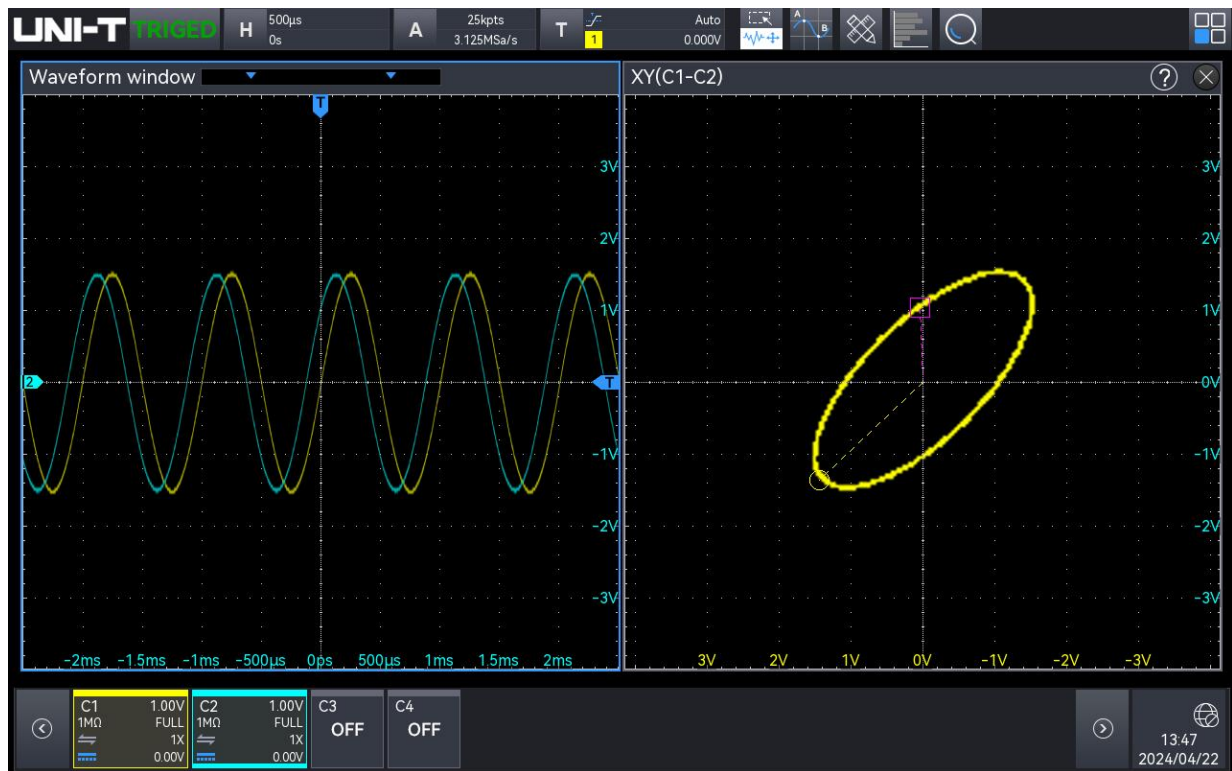 UNI-T TRIGED H 500µs A 25kpts T Auto
0s 3.125MSa/s 1 0.000V A B
Waveform window
XY(C1-C2) ?
T
3V
2V
1V
2 T
-1V
-2V
-3V
-2ms -1.5ms -1ms -500µs 0ps 500µs 1ms 1.5ms 2ms
3V
2V
1V
0V
-1V
-2V
-3V
3V 2V 1V 0V -1V -2V -3V
C1 1.00V
1MΩ FULL
1X
0.00V
C2 1.00V
1MΩ FULL
1X
0.00V
C3
OFF
C4
OFF
13:47
2024/04/22